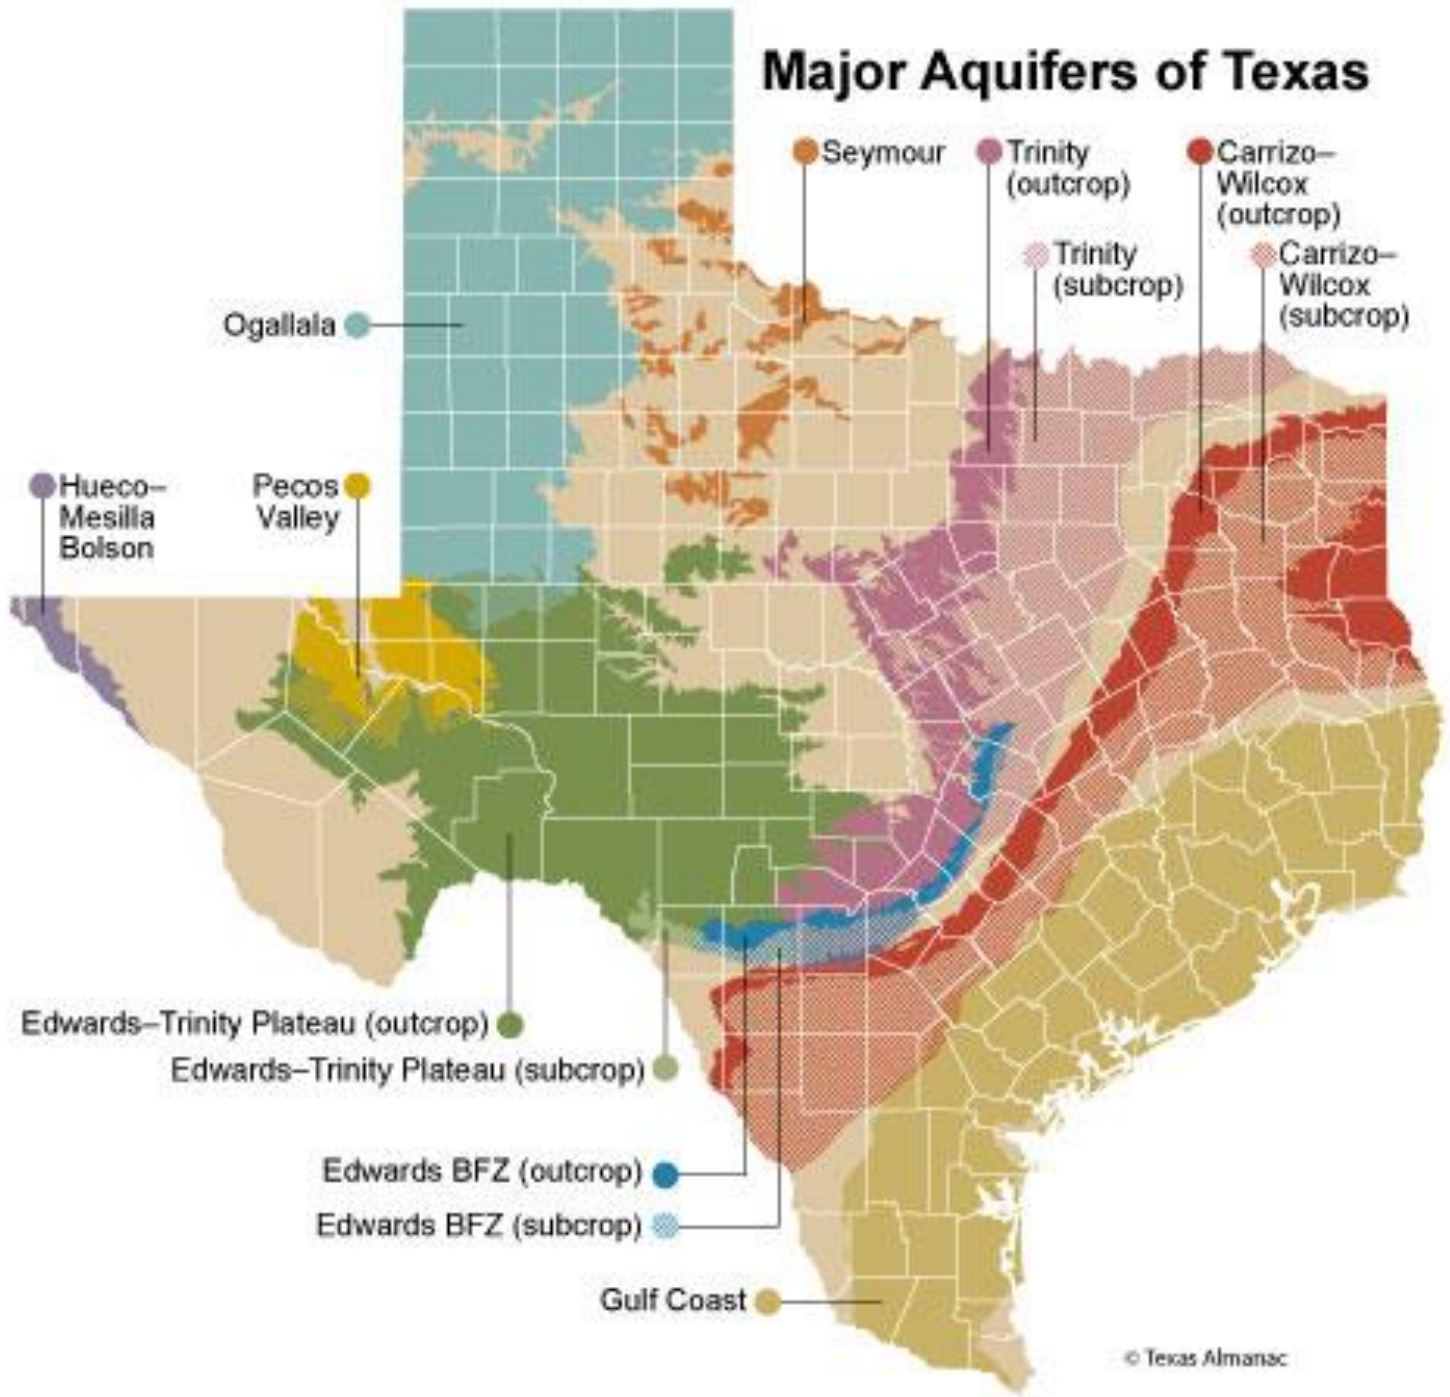 Major Aquifers of Texas
Seymour
Trinity
(outcrop)
Carrizo–
Wilcox
(outcrop)
Trinity
(subcrop)
Carrizo–
Wilcox
(subcrop)
Ogallala
Hueco–
Mesilla
Bolson
Pecos
Valley
Edwards–Trinity Plateau (outcrop)
Edwards–Trinity Plateau (subcrop)
Edwards BFZ (outcrop)
Edwards BFZ (subcrop)
Gulf Coast
© Texas Almanac